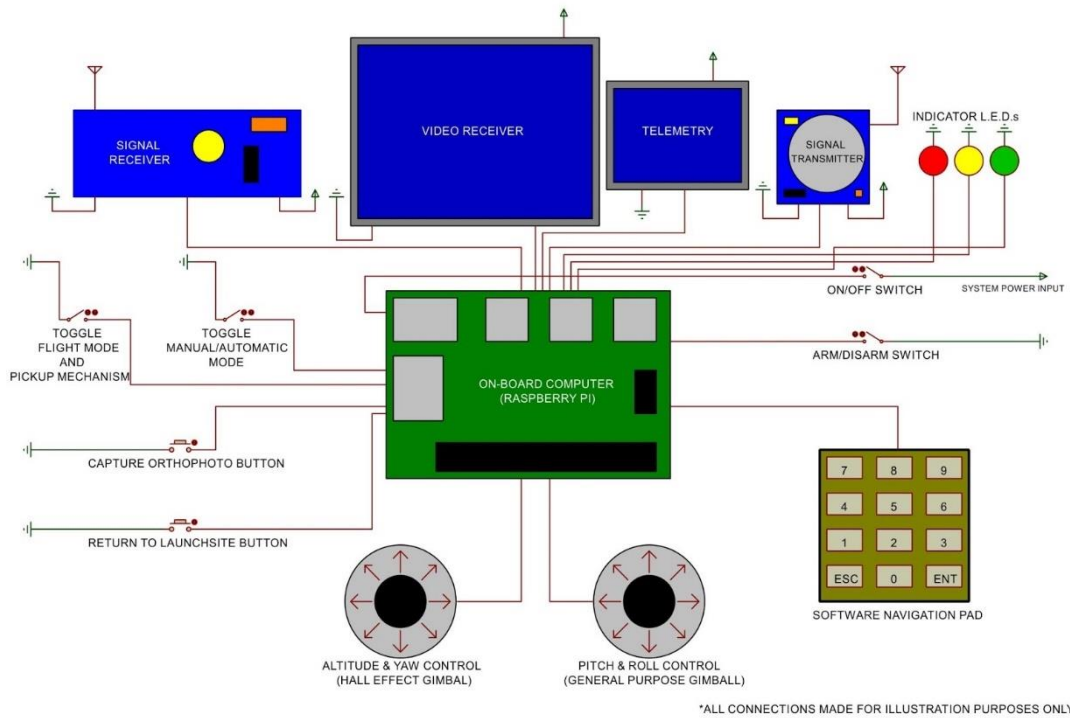 INDICATOR L.E.D.s
SIGNAL
RECEIVER
VIDEO RECEIVER
TELEMETRY
SIGNAL
TRANSMITTER
ON/OFF SWITCH
SYSTEM POWER INPUT
TOGGLE
FLIGHT MODE
AND
PICKUP MECHANISM
TOGGLE
MANUAL/AUTOMATIC
MODE
ARM/DISARM SWITCH
ON-BOARD COMPUTER
(RASPBERRY PI)
CAPTURE ORTHOPHOTO BUTTON
RETURN TO LAUNCHSITE BUTTON
7 8 9
4 5 6
1 2 3
ESC 0 ENT
SOFTWARE NAVIGATION PAD
ALTITUDE & YAW CONTROL
(HALL EFFECT GIMBAL)
PITCH & ROLL CONTROL
(GENERAL PURPOSE GIMBALL)
*ALL CONNECTIONS MADE FOR ILLUSTRATION PURPOSES ONLY